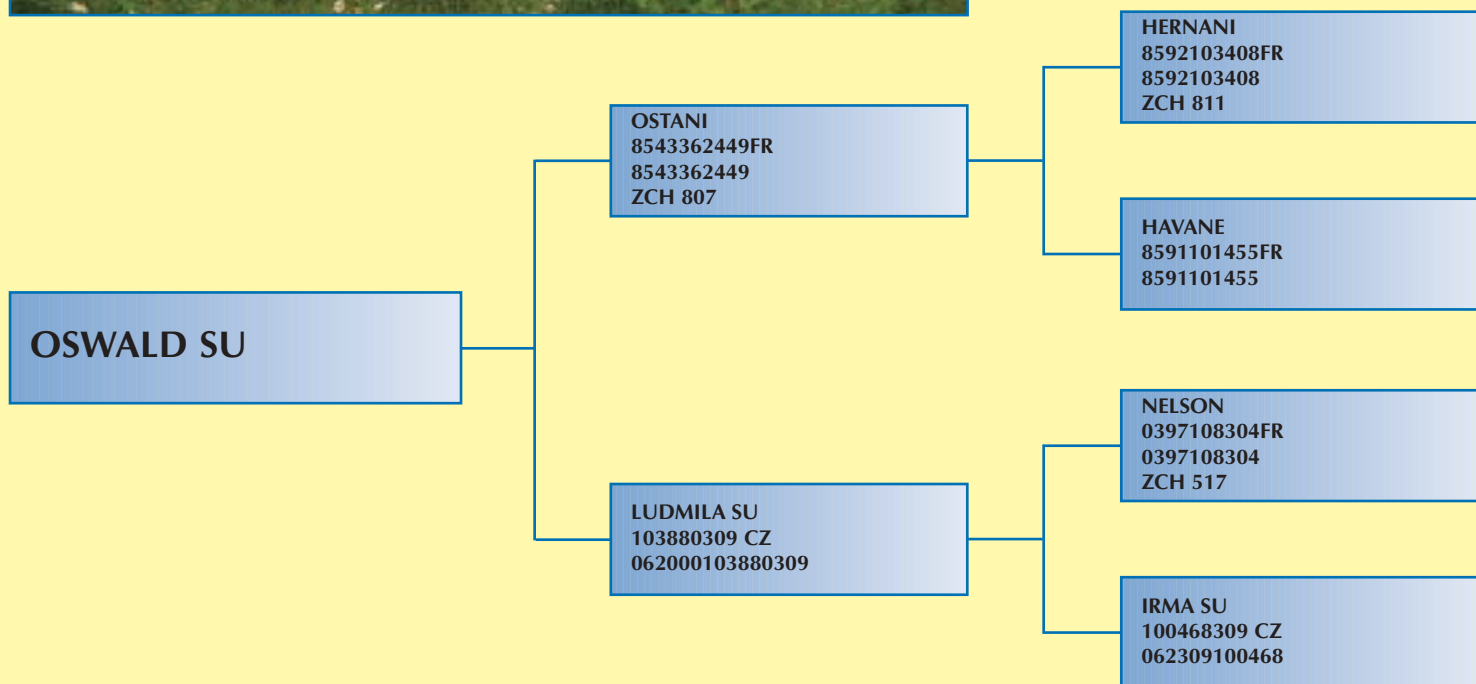 HERNANI
8592103408FR
8592103408
ZCH 811
OSTANI
8543362449FR
8543362449
ZCH 807
HAVANE
8591101455FR
8591101455
OSWALD SU
NELSON
0397108304FR
0397108304
ZCH 517
LUDMILA SU
103880309 CZ
062000103880309
IRMA SU
100468309 CZ
062309100468